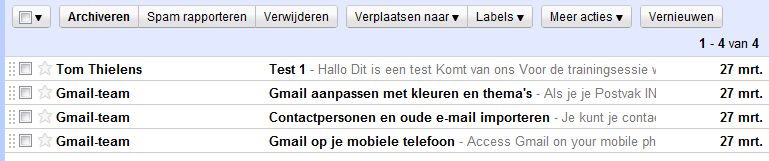 Archiveren Spam rapporteren Verwijderen Verplaatsen naar Labels Meer acties Vernieuwen
1 - 4 van 4
Tom Thielens Test 1 - Hallo Dit is een test Komt van ons Voor de trainingsessie 27 mrt.
Gmail-team Gmail aanpassen met kleuren en thema's - Als je je Postvak IN 27 mrt.
Gmail-team Contactpersonen en oude e-mail importeren - Je kunt je contac 27 mrt.
Gmail-team Gmail op je mobiele telefoon - Access Gmail on your mobile ph 27 mrt.